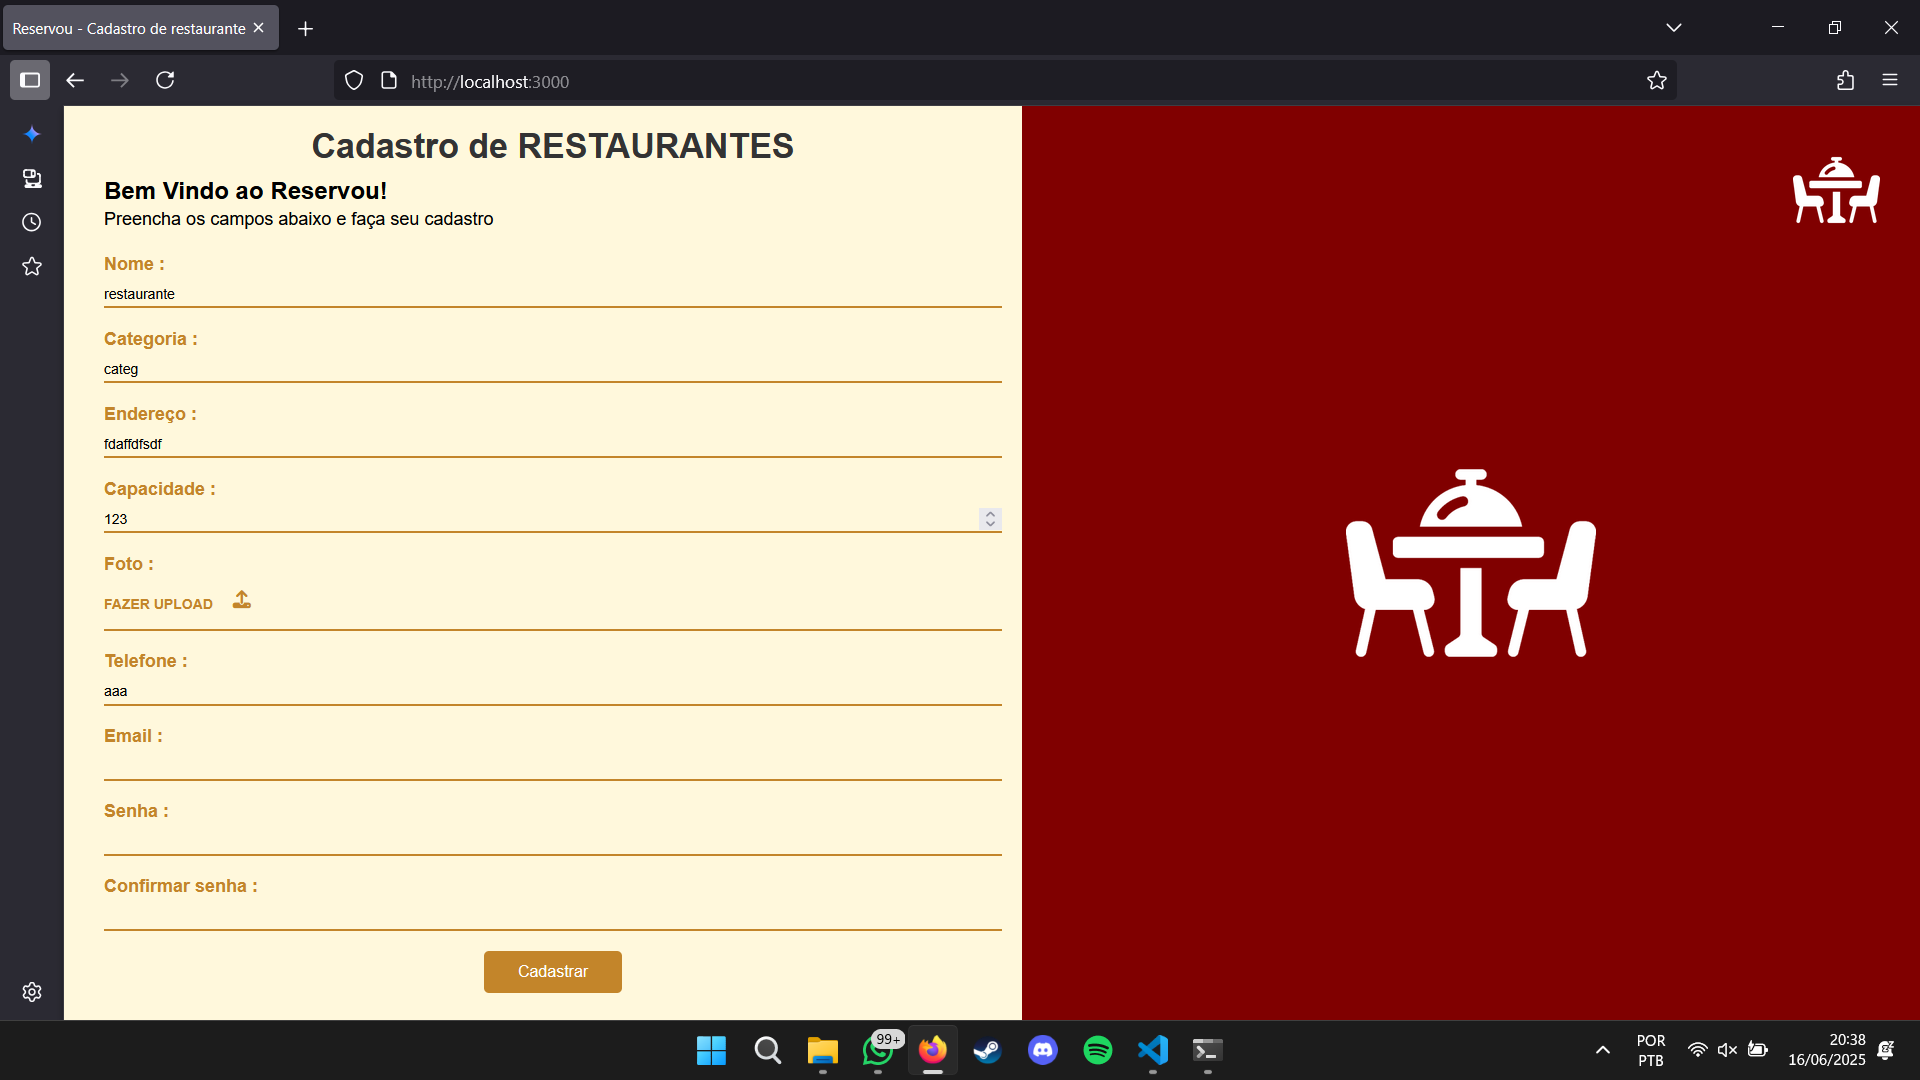 Reservou - Cadastro de restaurante
http://localhost:3000
Cadastro de RESTAURANTES
Bem Vindo ao Reservou!
Preencha os campos abaixo e faça seu cadastro
Nome :
restaurante
Categoria :
categ
Endereço :
fdaffdfsdf
Capacidade :
123
Foto :
FAZER UPLOAD
Telefone :
aaa
Email :
Senha :
Confirmar senha :
Cadastrar
99+
POR
PTB
20:38
16/06/2025